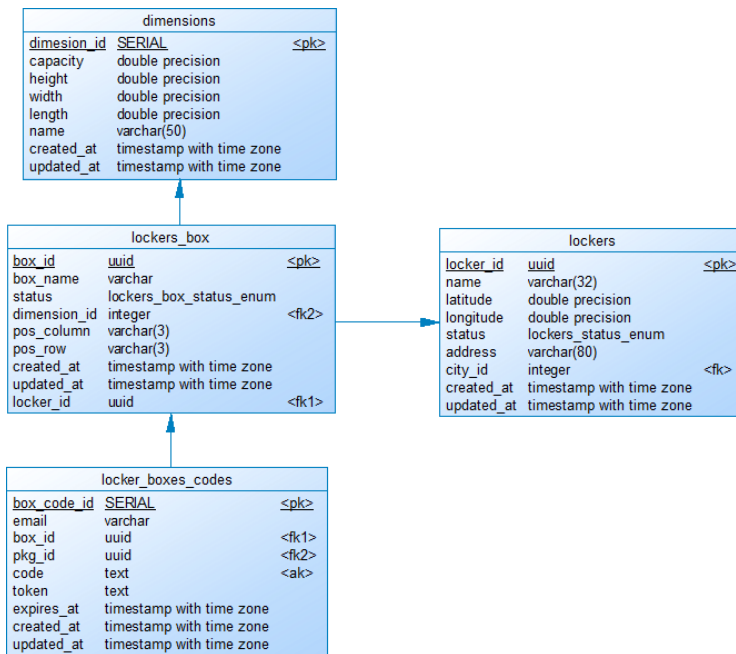 dimensions
dimesion_id SERIAL <pk>
capacity double precision
height double precision
width double precision
length double precision
name varchar(50)
created_at timestamp with time zone
updated_at timestamp with time zone
lockers_box
box_id uuid <pk>
box_name varchar
status lockers_box_status_enum
dimension_id integer <fk2>
pos_column varchar(3)
pos_row varchar(3)
created_at timestamp with time zone
updated_at timestamp with time zone
locker_id uuid <fk1>
lockers
locker_id uuid <pk>
name varchar(32)
latitude double precision
longitude double precision
status lockers_status_enum
address varchar(80)
city_id integer <fk>
created_at timestamp with time zone
updated_at timestamp with time zone
locker_boxes_codes
box_code_id SERIAL <pk>
email varchar
box_id uuid <fk1>
pkg_id uuid <fk2>
code text <ak>
token text
expires_at timestamp with time zone
created_at timestamp with time zone
updated_at timestamp with time zone